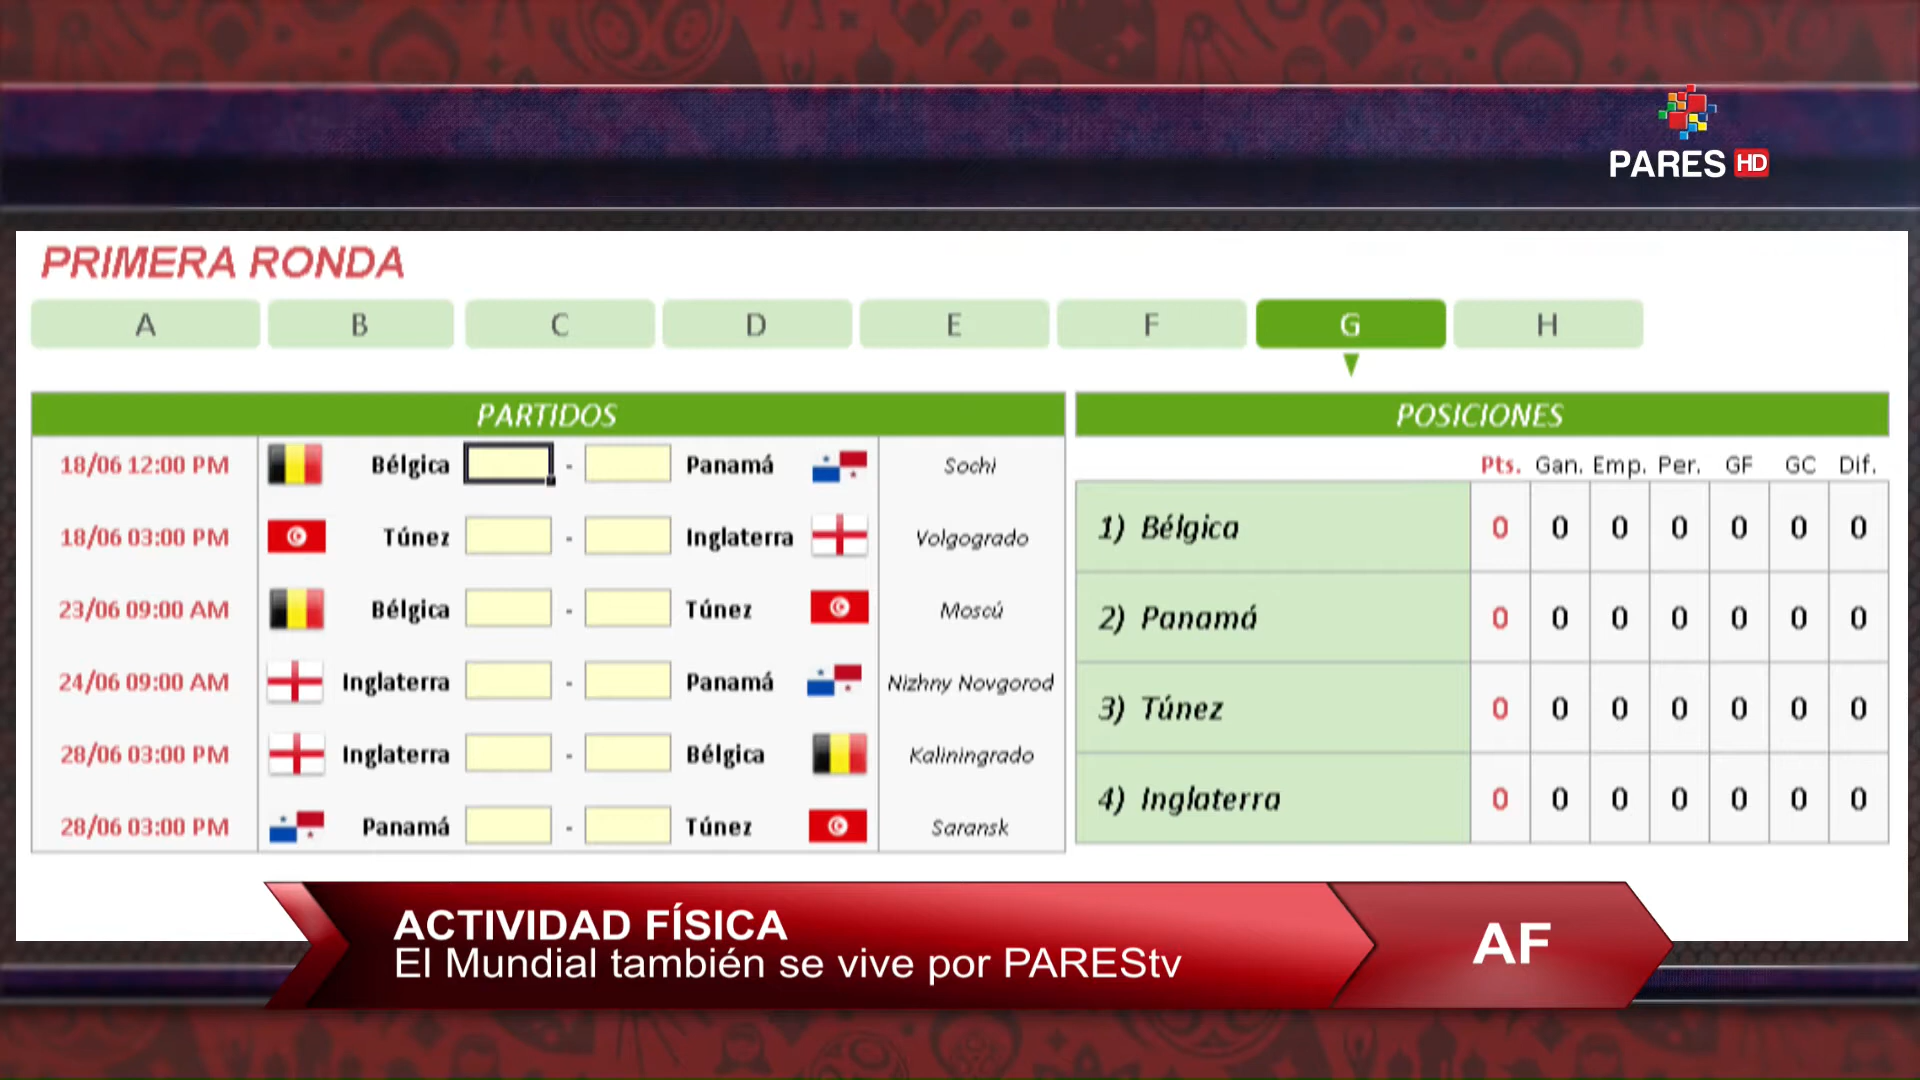 PARES HD
PRIMERA RONDA
A B C D E F G H
PARTIDOS
18/06 12:00 PM Bélgica - Panamá Sochi
18/06 03:00 PM Túnez - Inglaterra Volgogrado
23/06 09:00 AM Bélgica - Túnez Moscú
24/06 09:00 AM Inglaterra - Panamá Nizhny Novgorod
28/06 03:00 PM Inglaterra - Bélgica Kaliningrado
28/06 03:00 PM Panamá - Túnez Saransk
POSICIONES
Pts. Gan. Emp. Per. GF GC Dif.
1) Bélgica 0 0 0 0 0 0 0
2) Panamá 0 0 0 0 0 0 0
3) Túnez 0 0 0 0 0 0 0
4) Inglaterra 0 0 0 0 0 0 0
ACTIVIDAD FÍSICA
El Mundial también se vive por PAREStv
AF